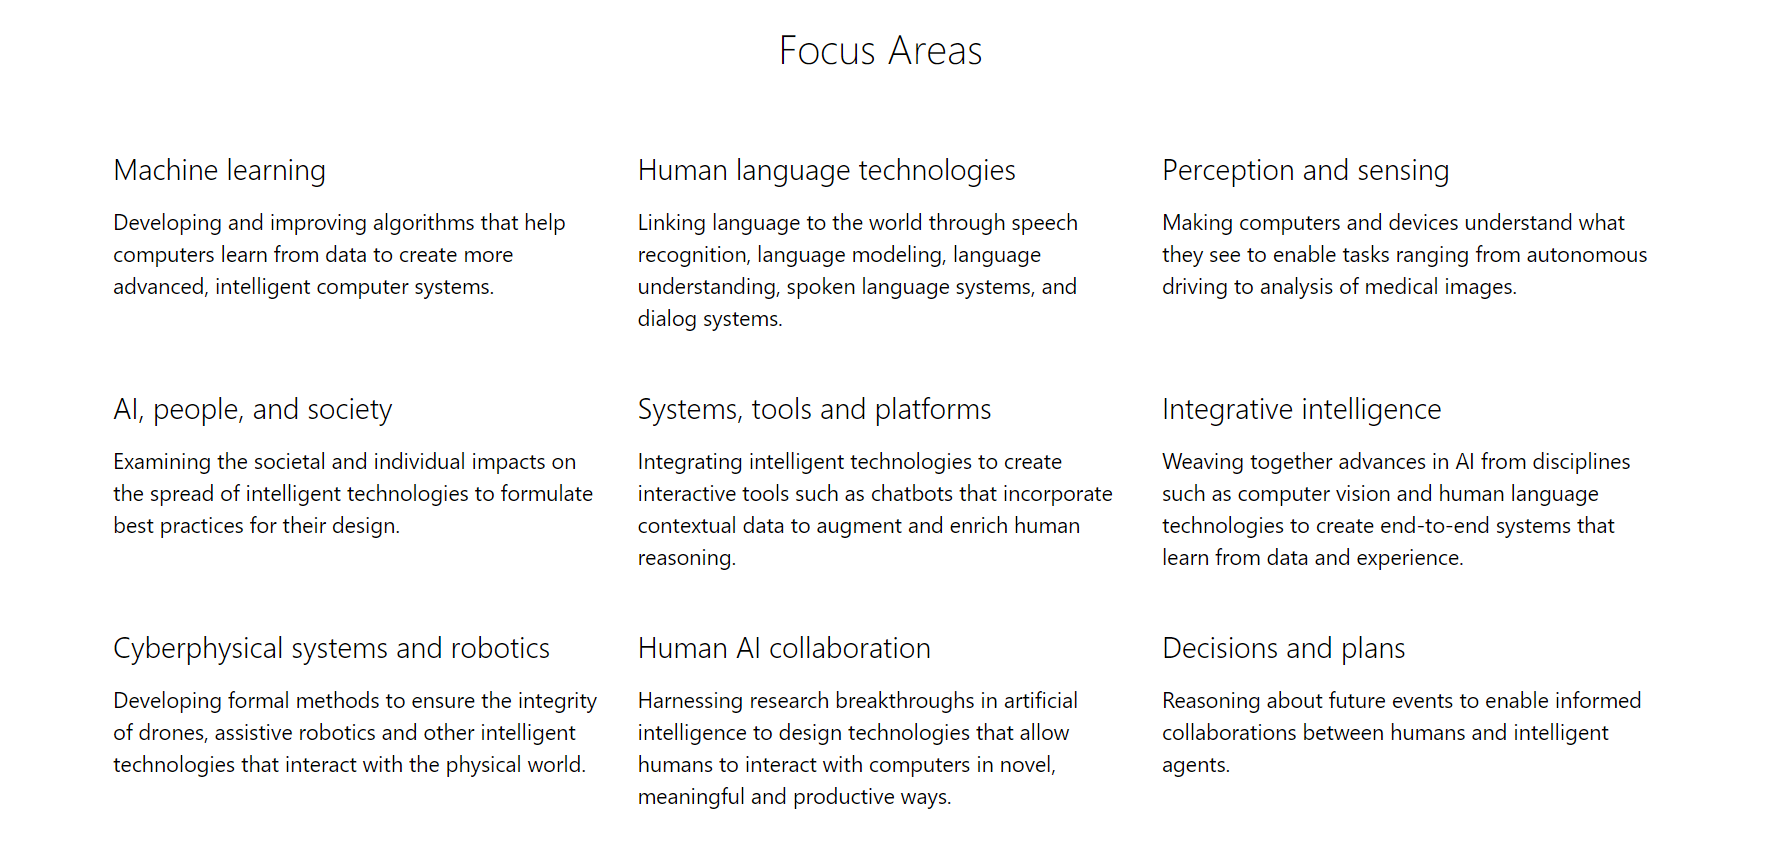 Focus Areas
Machine learning
Developing and improving algorithms that help
computers learn from data to create more
advanced, intelligent computer systems.
Human language technologies
Linking language to the world through speech
recognition, language modeling, language
understanding, spoken language systems, and
dialog systems.
Perception and sensing
Making computers and devices understand what
they see to enable tasks ranging from autonomous
driving to analysis of medical images.
AI, people, and society
Examining the societal and individual impacts on
the spread of intelligent technologies to formulate
best practices for their design.
Systems, tools and platforms
Integrating intelligent technologies to create
interactive tools such as chatbots that incorporate
contextual data to augment and enrich human
reasoning.
Integrative intelligence
Weaving together advances in AI from disciplines
such as computer vision and human language
technologies to create end-to-end systems that
learn from data and experience.
Cyberphysical systems and robotics
Developing formal methods to ensure the integrity
of drones, assistive robotics and other intelligent
technologies that interact with the physical world.
Human AI collaboration
Harnessing research breakthroughs in artificial
intelligence to design technologies that allow
humans to interact with computers in novel,
meaningful and productive ways.
Decisions and plans
Reasoning about future events to enable informed
collaborations between humans and intelligent
agents.